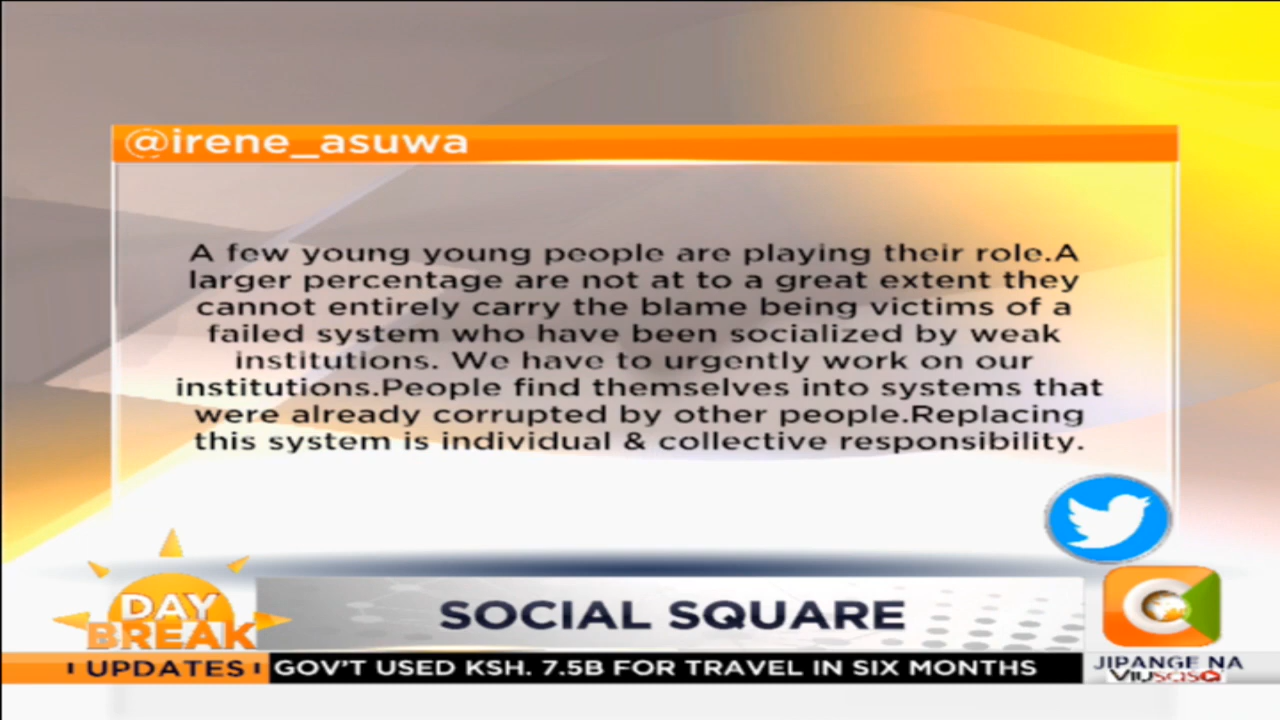 @irene_asuwa
A few young young people are playing their role.A
larger percentage are not at to a great extent they
cannot entirely carry the blame being victims of a
failed system who have been socialized by weak
institutions. We have to urgently work on our
institutions.People find themselves into systems that
were already corrupted by other people.Replacing
this system is individual & collective responsibility.
DAY
BREAK
SOCIAL SQUARE
UPDATES
GOV'T USED KSH. 7.5B FOR TRAVEL IN SIX MONTHS
JIPANGE NA